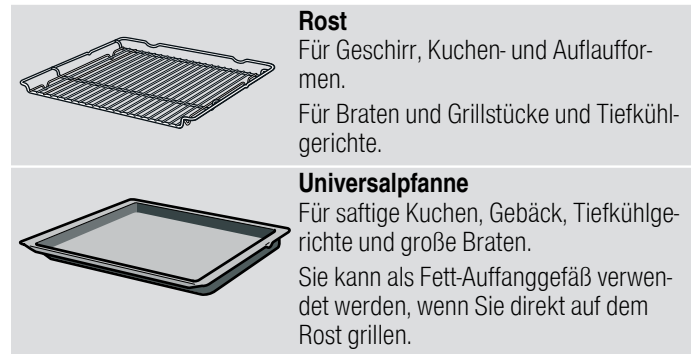 Rost
Für Geschirr, Kuchen- und Auflauffor-
men.
Für Braten und Grillstücke und Tiefkühl-
gerichte.
Universalpfanne
Für saftige Kuchen, Gebäck, Tiefkühlge-
richte und große Braten.
Sie kann als Fett-Auffanggefäß verwen-
det werden, wenn Sie direkt auf dem
Rost grillen.